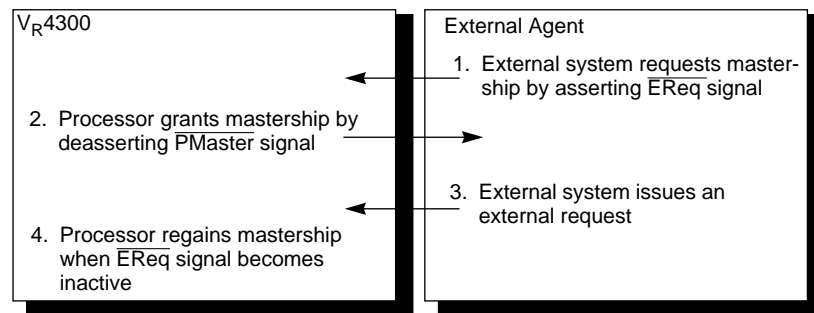 VR4300
External Agent
1. External system requests master-
ship by asserting EReq signal
2. Processor grants mastership by
deasserting PMaster signal
3. External system issues an
external request
4. Processor regains mastership
when EReq signal becomes
inactive